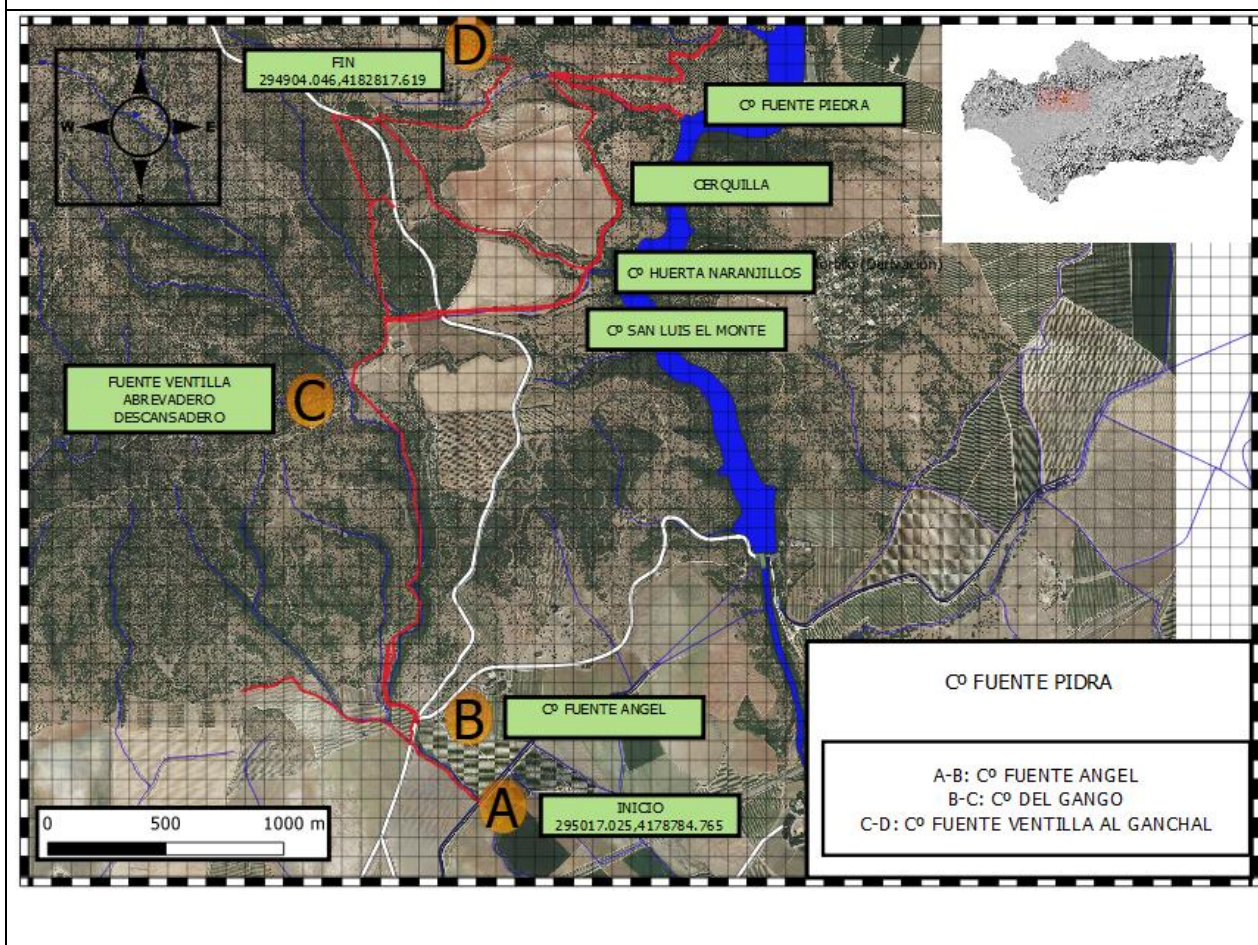 D
FIN
294904.046,4182817.619
N
W
E
S
Cº FUENTE PIEDRA
CERQUILLA
(Derivación)
Cº HUERTA NARANJILLOS
Cº SAN LUIS EL MONTE
FUENTE VENTILLA
ABREVADERO
DESCANSADERO
C
B
Cº FUENTE ANGEL
A
INICIO
295017.025,4178784.765
0 500 1000 m
Cº FUENTE PIDRA
A-B: Cº FUENTE ANGEL
B-C: Cº DEL GANGO
C-D: Cº FUENTE VENTILLA AL GANCHAL